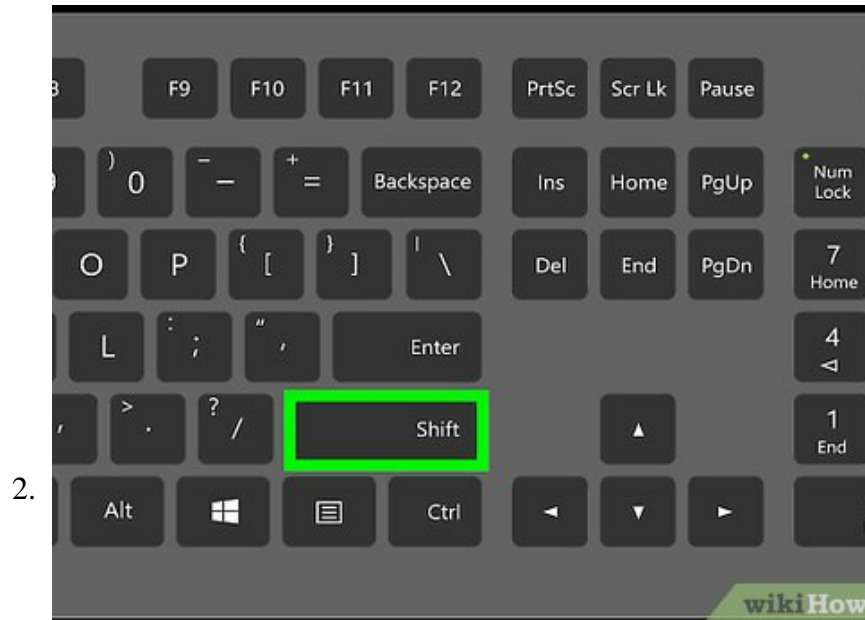 F9 F10 F11 F12 PrtSc Scr Lk Pause
) 0 _ - + = Backspace Ins Home PgUp Num Lock
O P { [ } ] | \ Del End PgDn 7 Home
L : ; " ' Enter 4
, > . ? / Shift 1 End
2.
Alt Ctrl
wikiHow